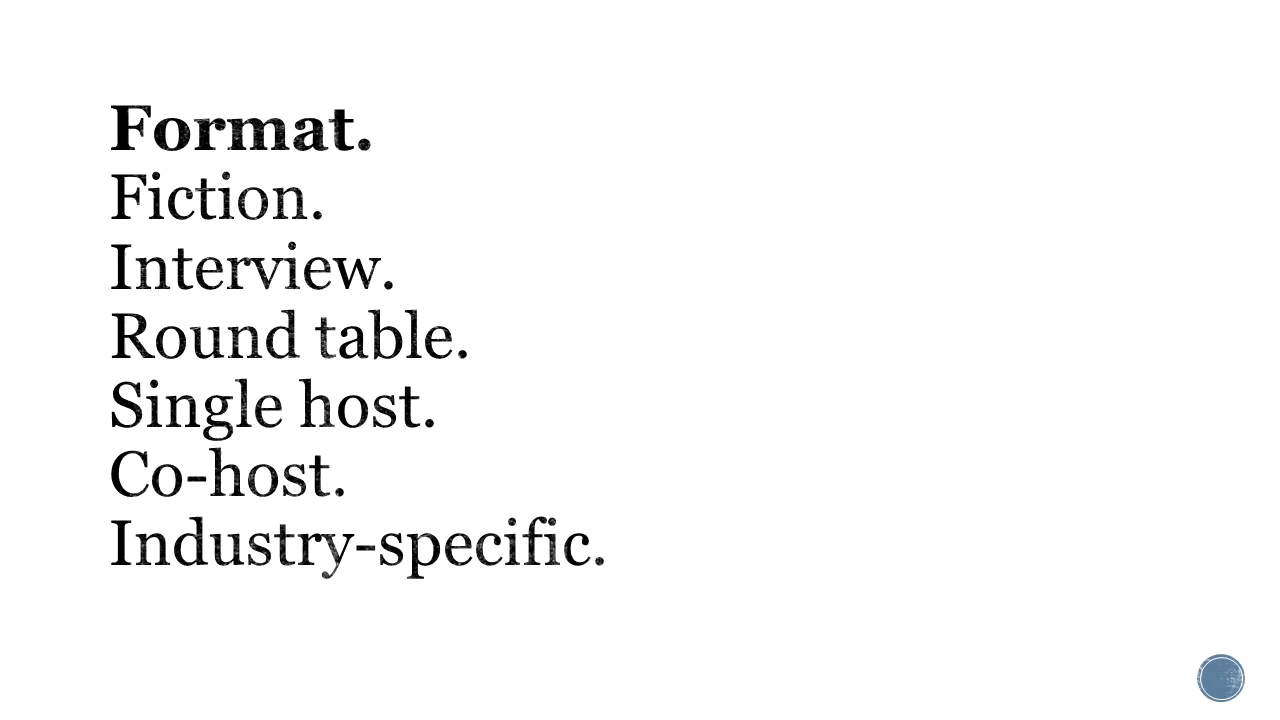 Format.
Fiction.
Interview.
Round table.
Single host.
Co-host.
Industry-specific.